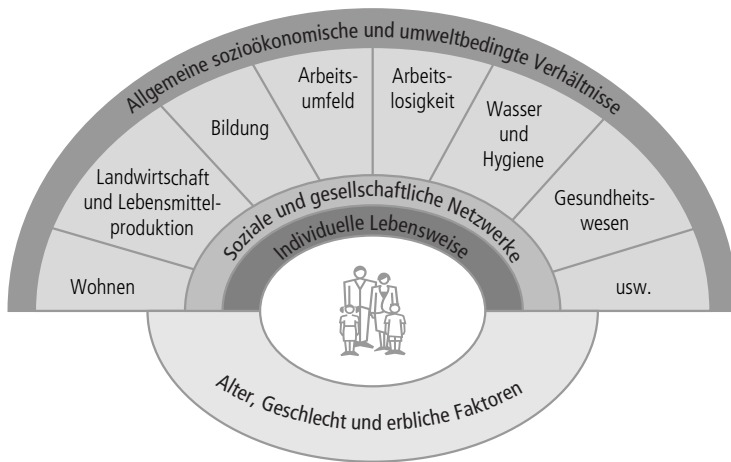 Allgemeine sozioökonomische und umweltbedingte Verhältnisse
Wohnen
Landwirtschaft
und Lebensmittel-
produktion
Bildung
Arbeits-
umfeld
Arbeits-
losigkeit
Wasser
und
Hygiene
Gesundheits-
wesen
usw.
Soziale und gesellschaftliche Netzwerke
Individuelle Lebensweise
Alter, Geschlecht und erbliche Faktoren